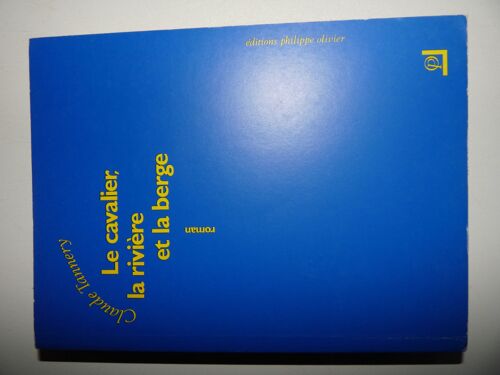 Claude Tannery
Le cavalier,
la rivière
et la berge
roman
éditions philippe olivier